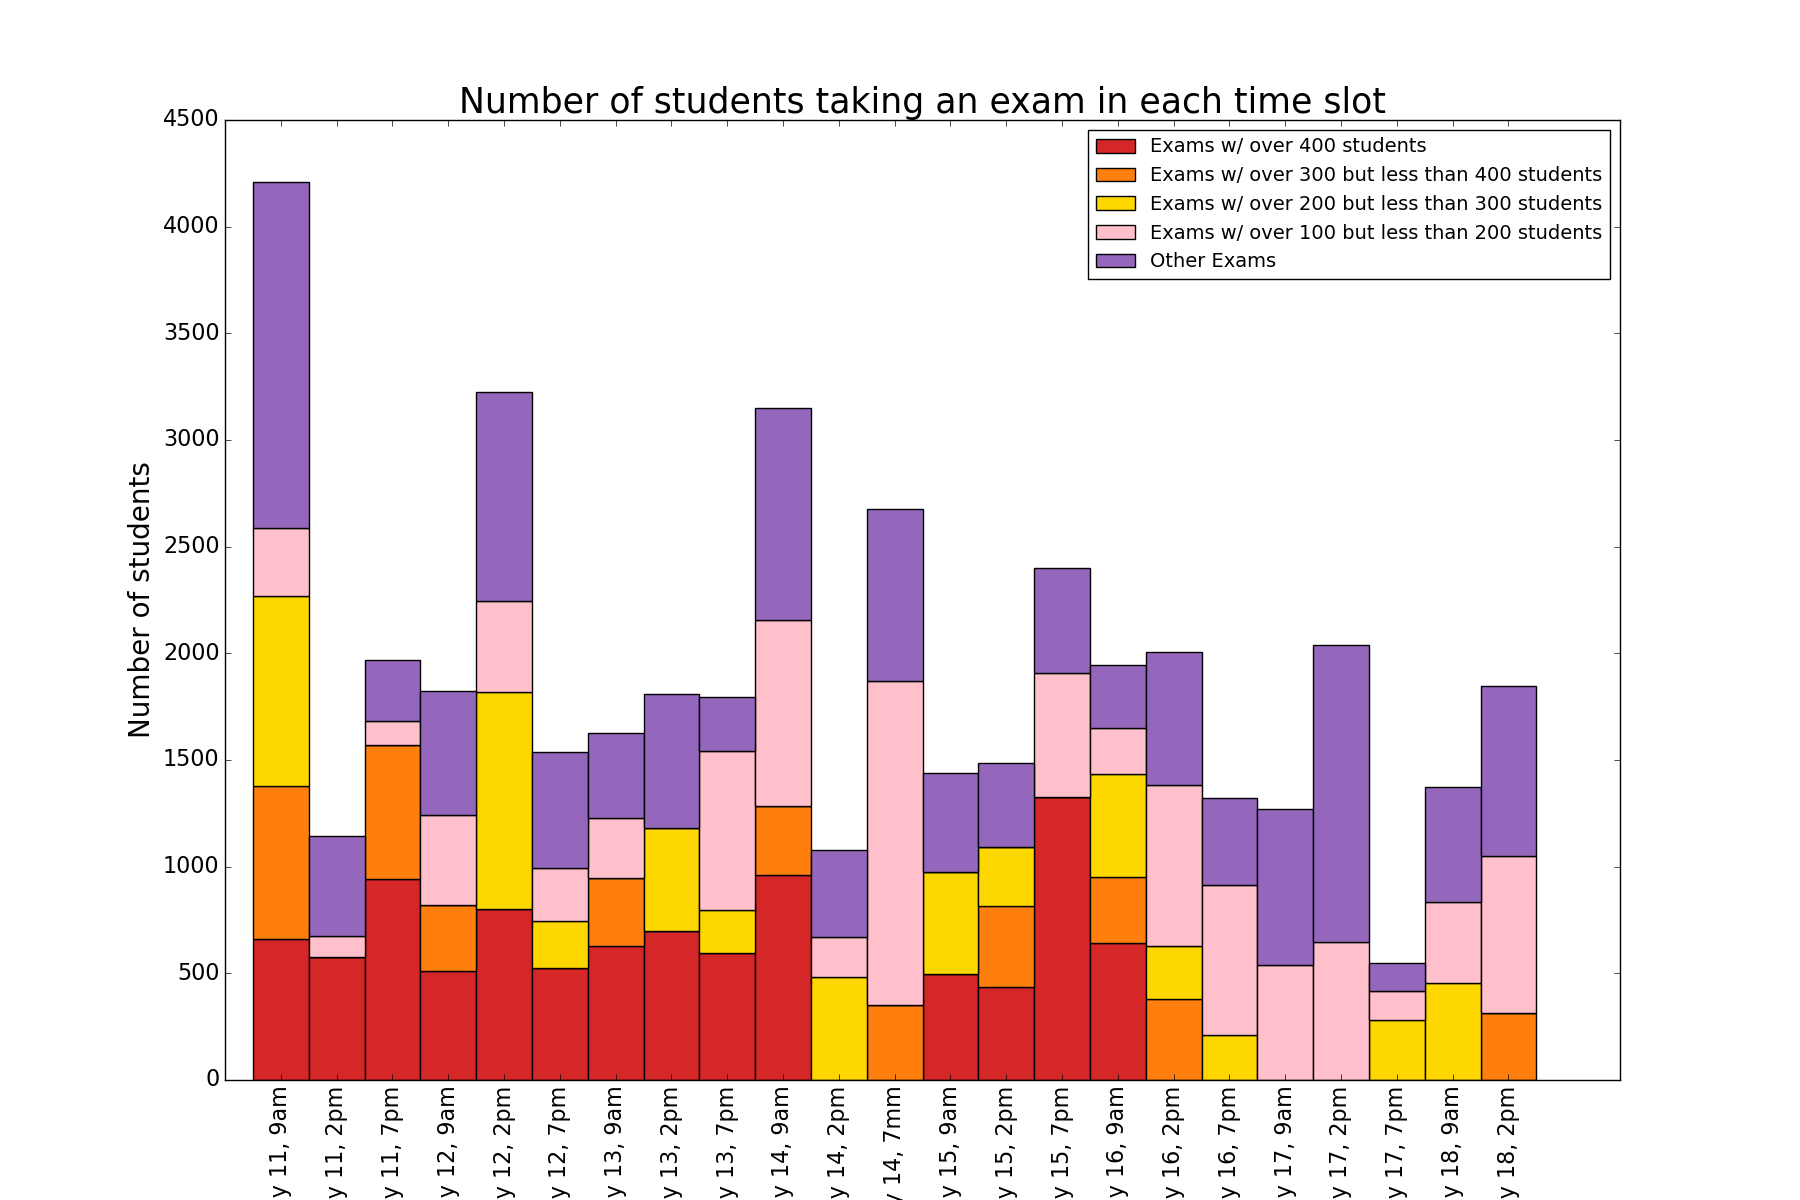 Number of students taking an exam in each time slot
Exams w/ over 400 students
Exams w/ over 300 but less than 400 students
Exams w/ over 200 but less than 300 students
Exams w/ over 100 but less than 200 students
Other Exams
Number of students
4500
4000
3500
3000
2500
2000
1500
1000
500
0
y 11, 9am
y 11, 2pm
y 11, 7pm
y 12, 9am
y 12, 2pm
y 12, 7pm
y 13, 9am
y 13, 2pm
y 13, 7pm
y 14, 9am
y 14, 2pm
y 14, 7mm
y 15, 9am
y 15, 2pm
y 15, 7pm
y 16, 9am
y 16, 2pm
y 16, 7pm
y 17, 9am
y 17, 2pm
y 17, 7pm
y 18, 9am
y 18, 2pm